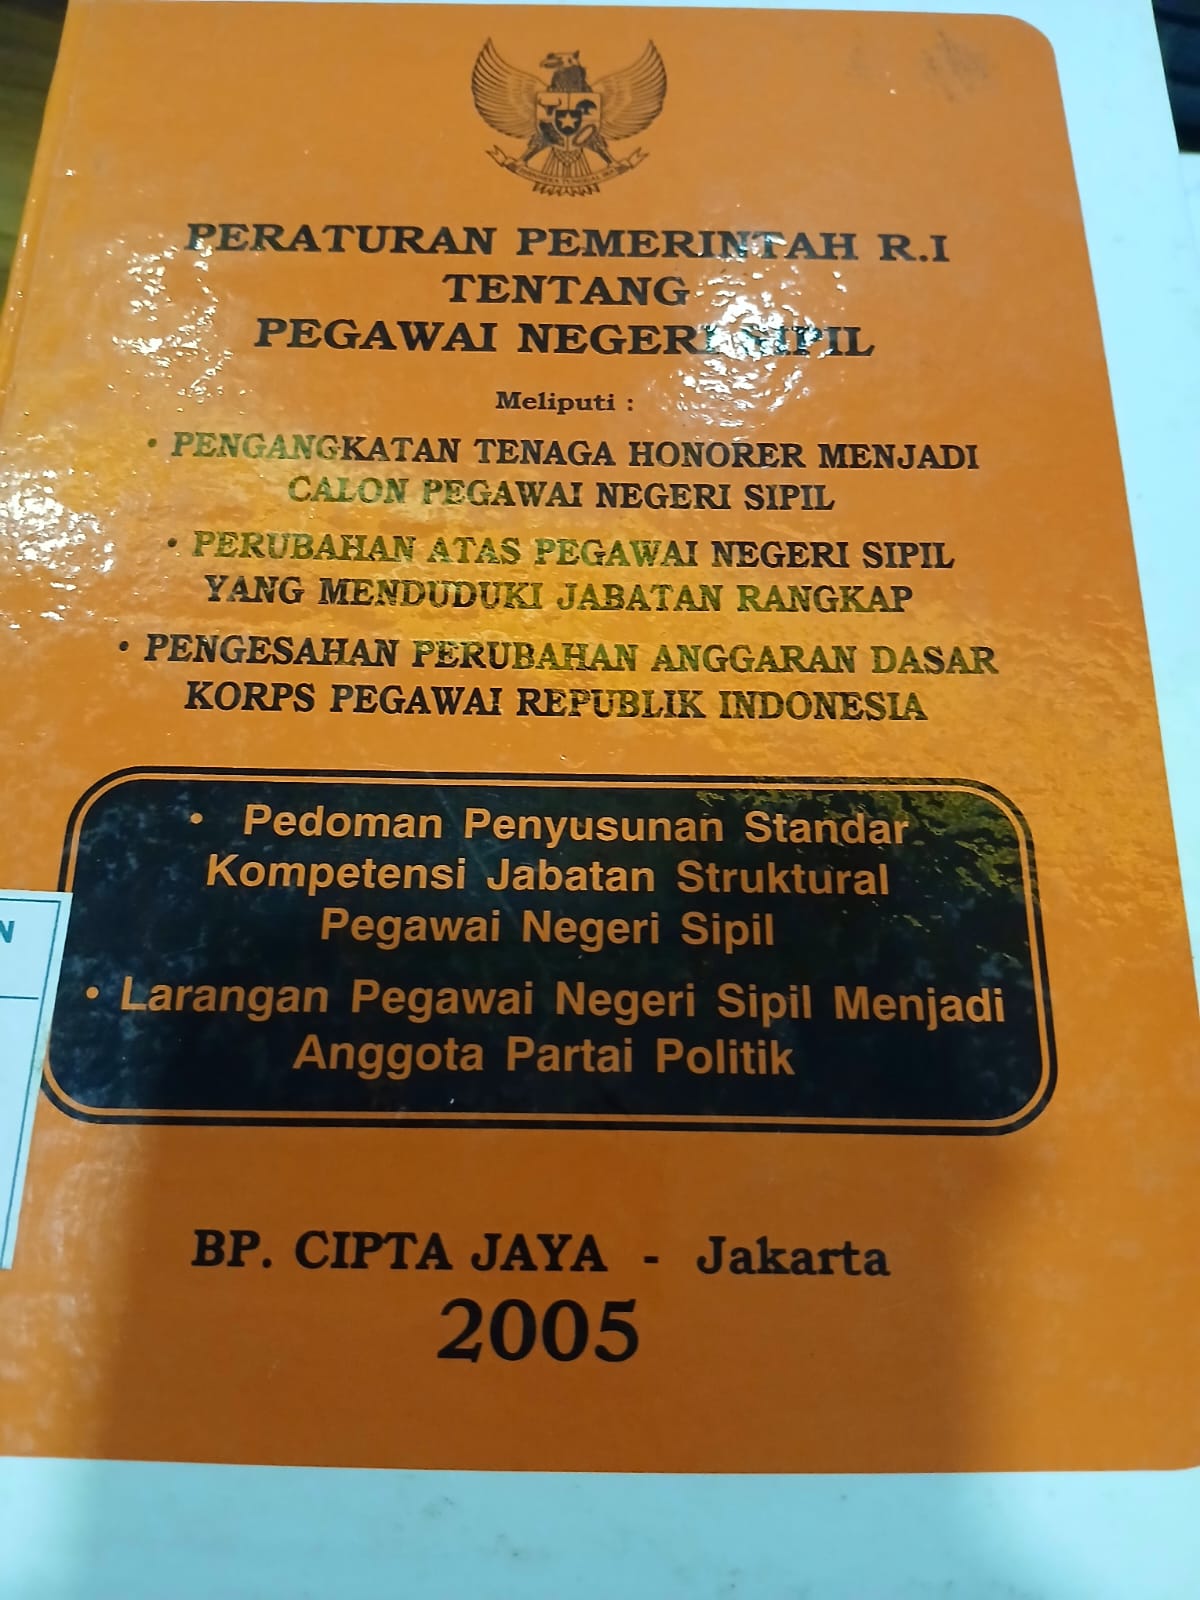 PERATURAN PEMERINTAH R.I
TENTANG
PEGAWAI NEGERI SIPIL
Meliputi :
• PENGANGKATAN TENAGA HONORER MENJADI
CALON PEGAWAI NEGERI SIPIL
• PERUBAHAN ATAS PEGAWAI NEGERI SIPIL
YANG MENDUDUKI JABATAN RANGKAP
• PENGESAHAN PERUBAHAN ANGGARAN DASAR
KORPS PEGAWAI REPUBLIK INDONESIA
• Pedoman Penyusunan Standar
Kompetensi Jabatan Struktural
Pegawai Negeri Sipil
• Larangan Pegawai Negeri Sipil Menjadi
Anggota Partai Politik
N
BP. CIPTA JAYA - Jakarta
2005